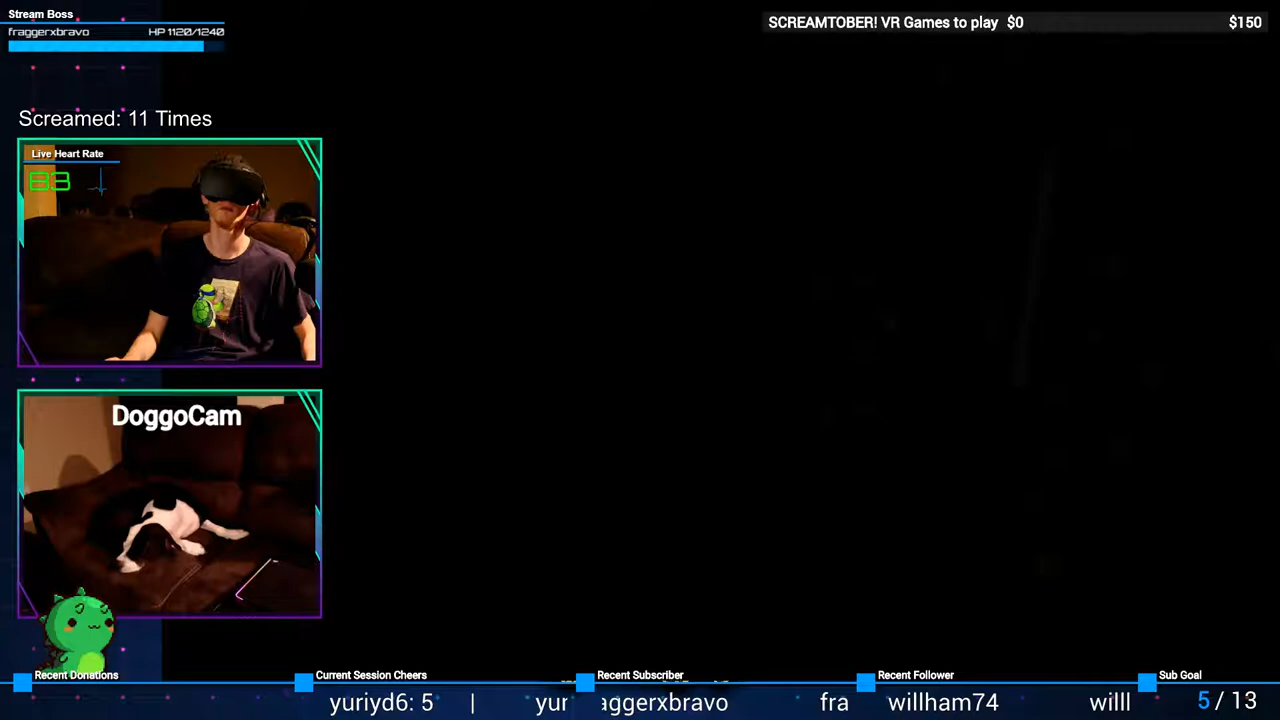 Stream Boss
fraggerxbravo HP 1120/1240
SCREAMTOBER! VR Games to play $0 $150
Screamed: 11 Times
Live Heart Rate
83
DoggoCam
Recent Donations
Current Session Cheers
Recent Subscriber
Recent Follower
Sub Goal
yuriyd6: 5 | yur
aggerxbravo fra
willham74 willl
5 / 13